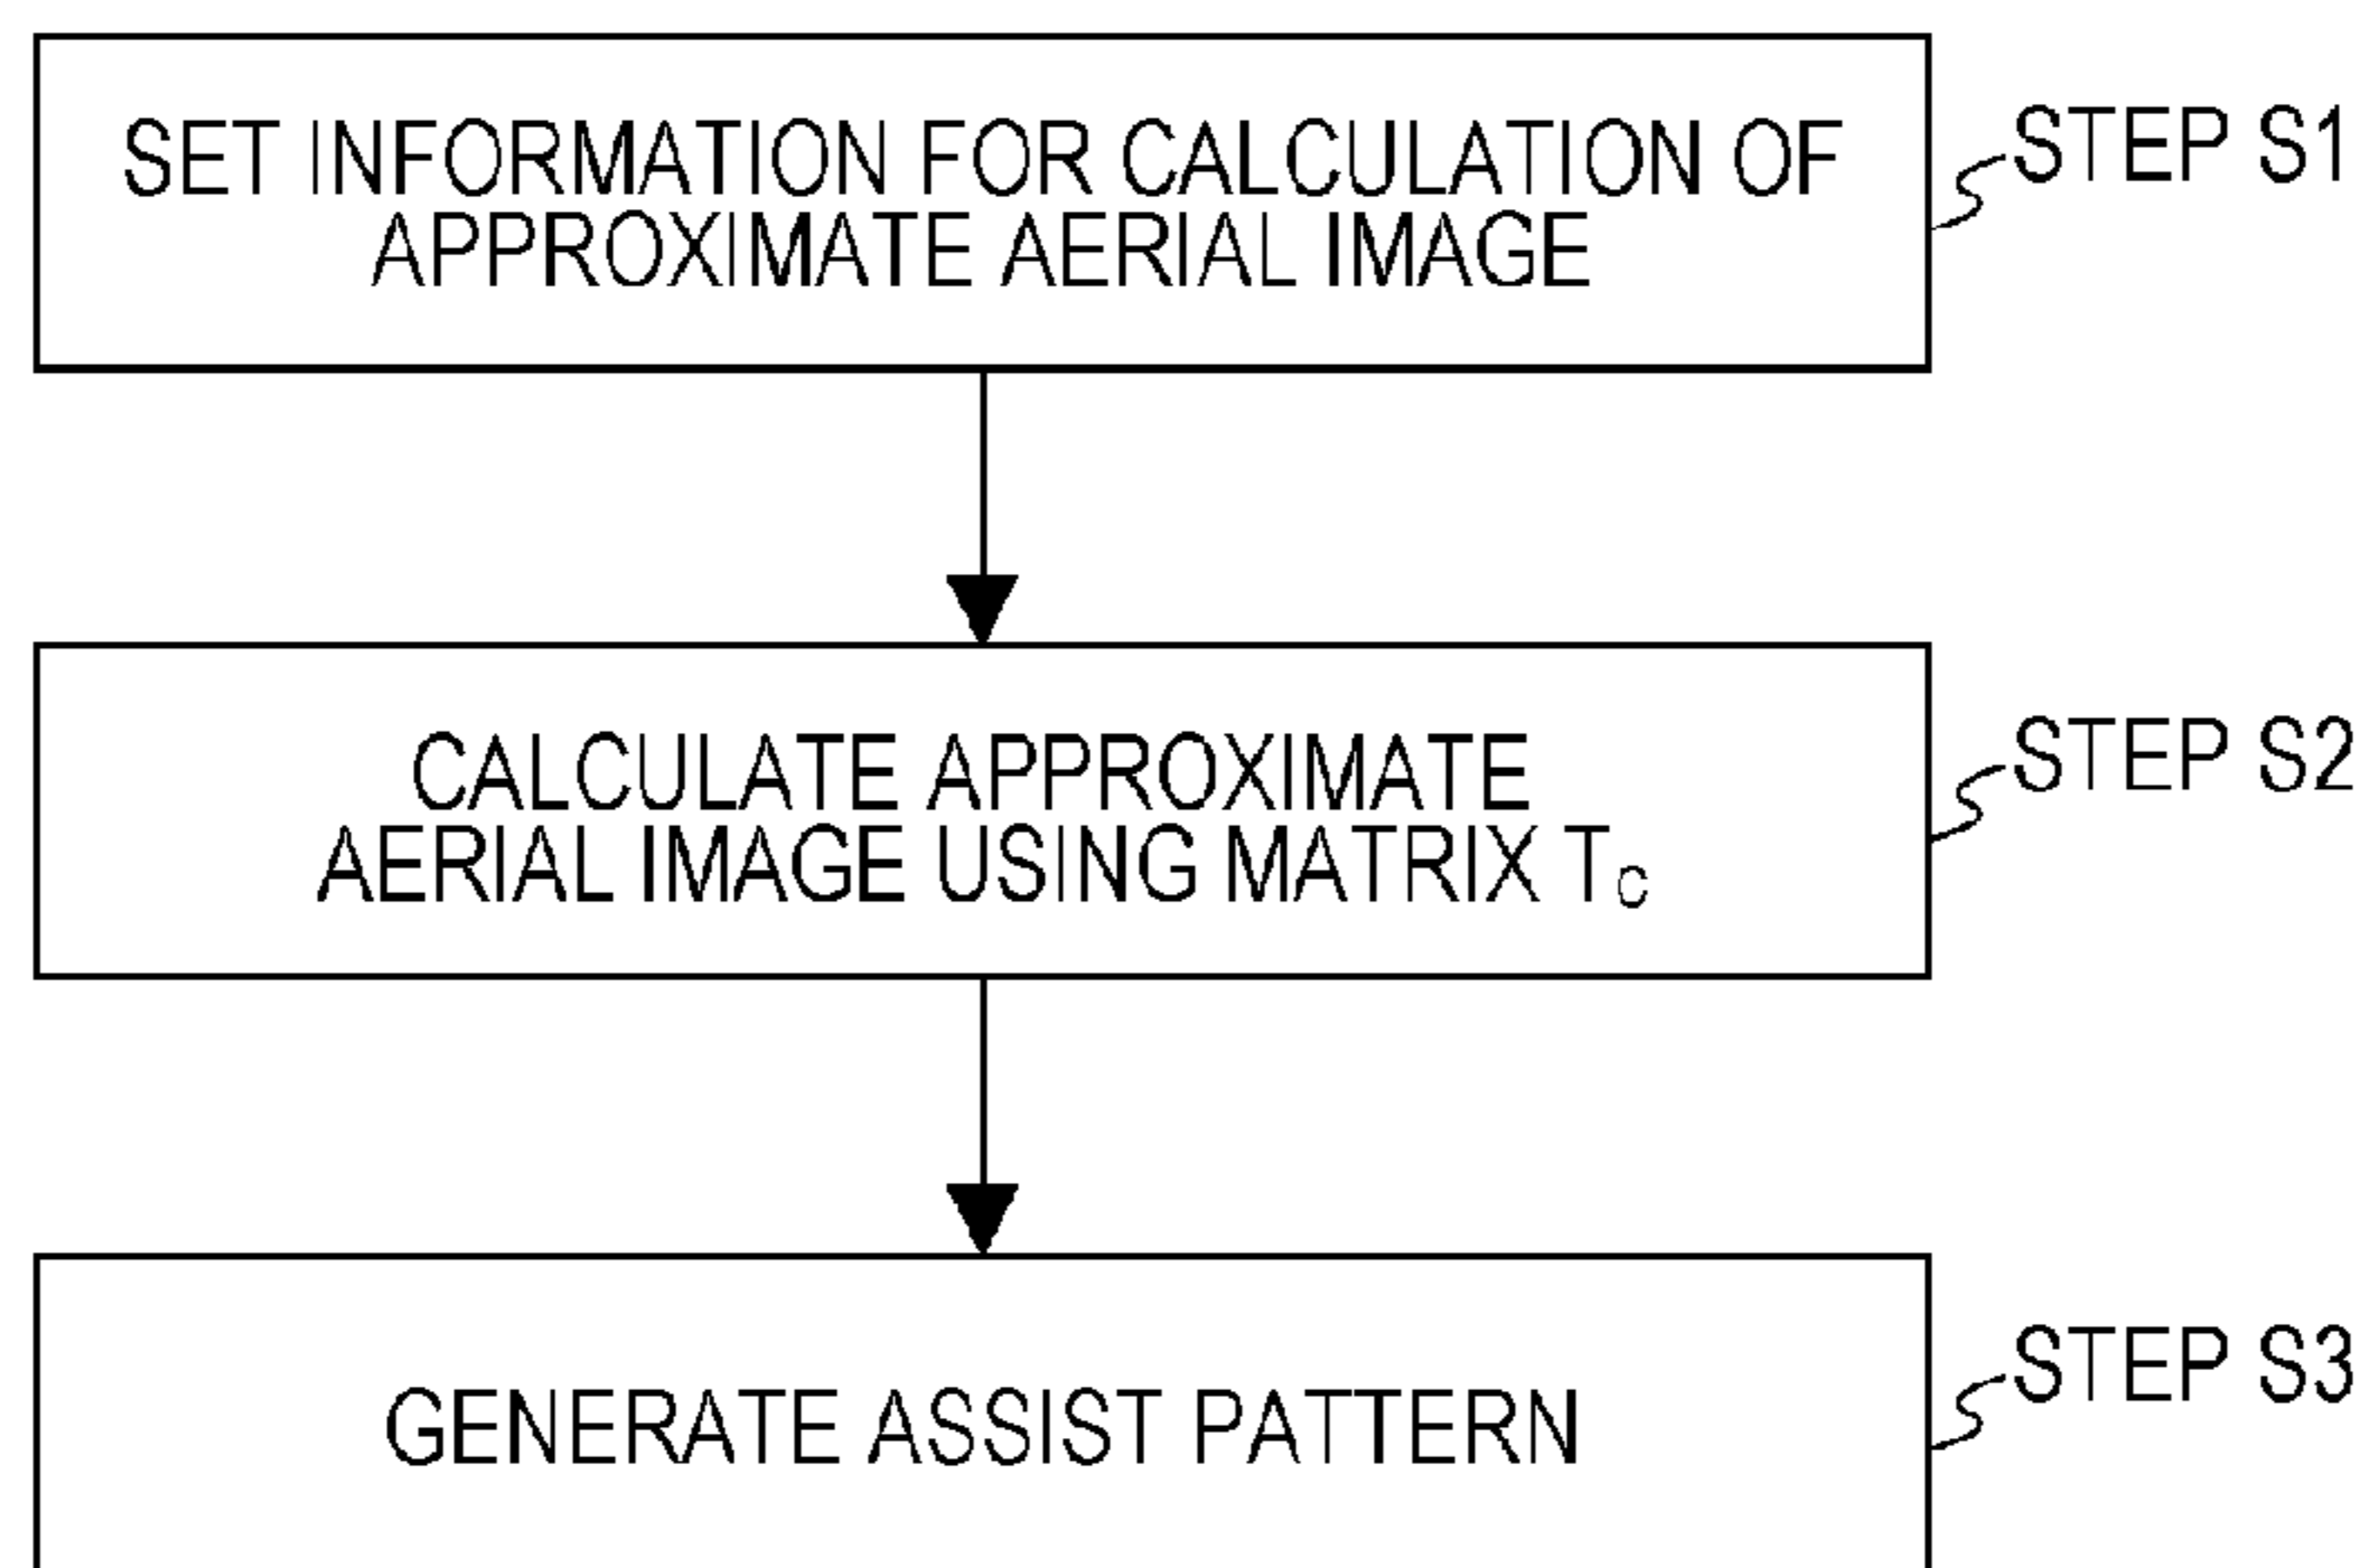 SET INFORMATION FOR CALCULATION OF
APPROXIMATE AERIAL IMAGE
STEP S1
CALCULATE APPROXIMATE
AERIAL IMAGE USING MATRIX T_C
STEP S2
GENERATE ASSIST PATTERN
STEP S3